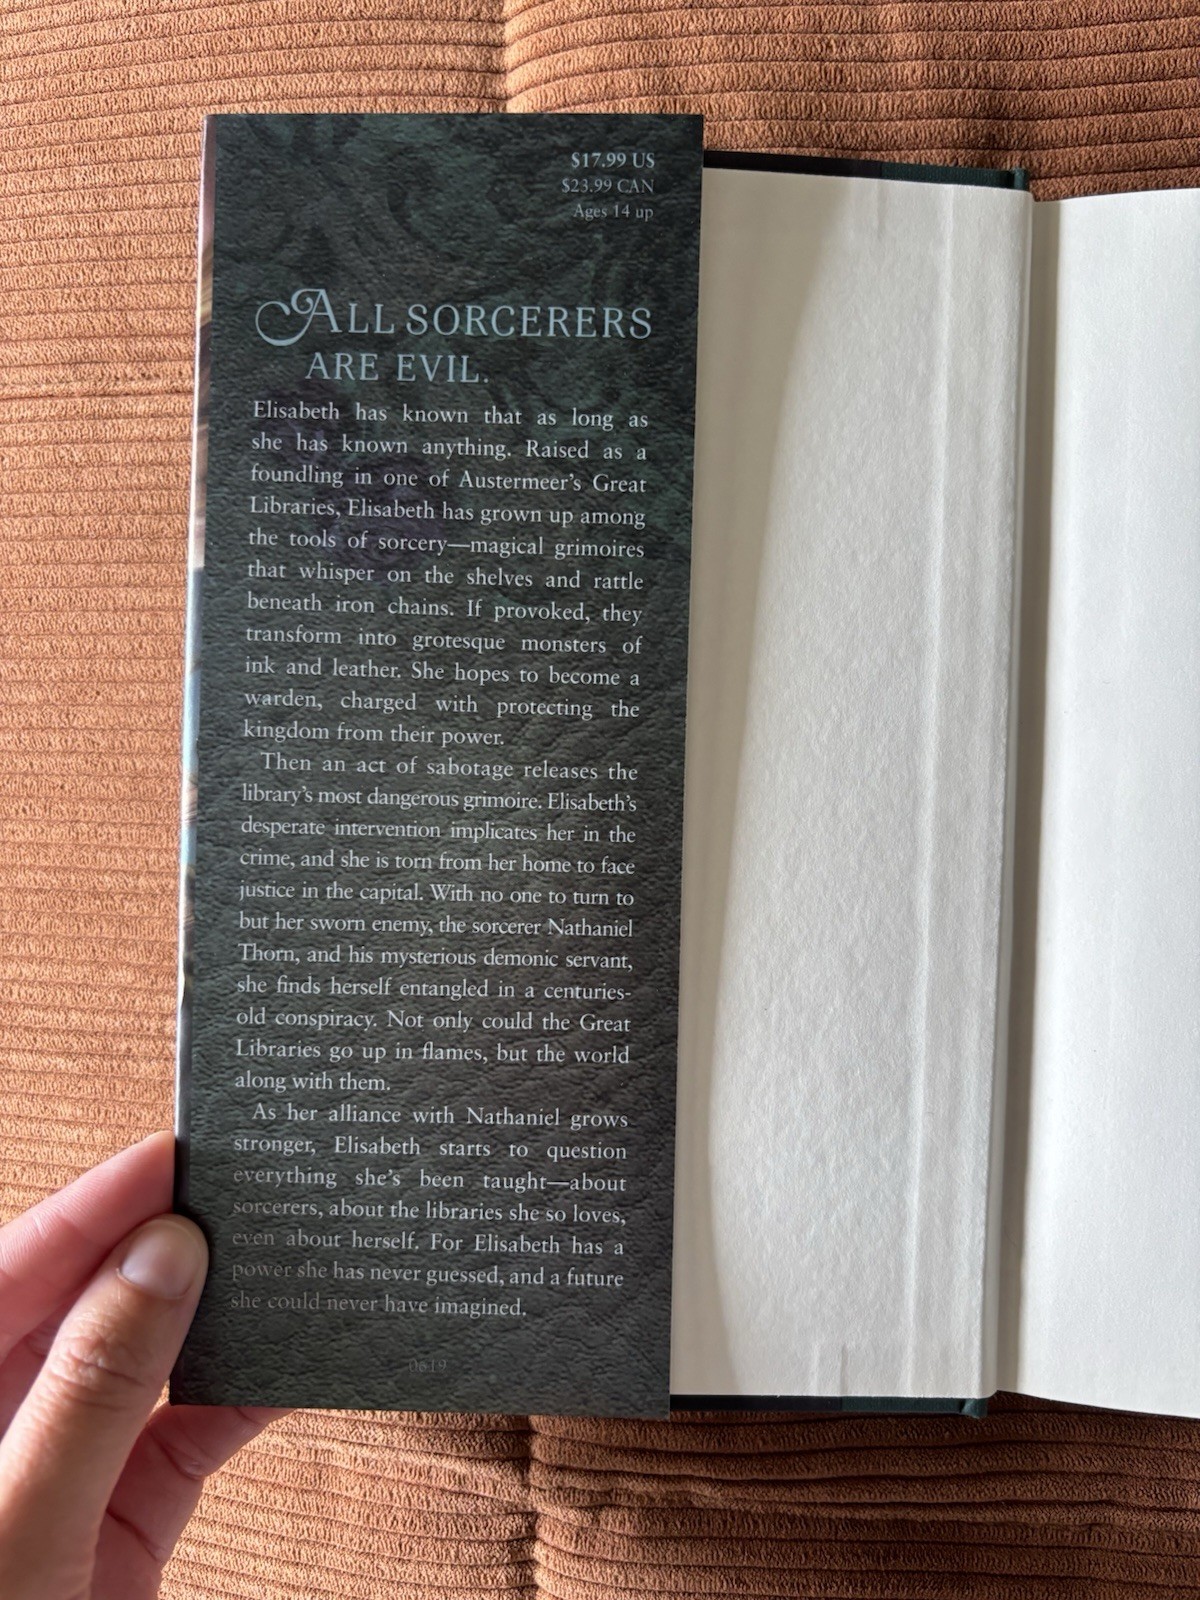 $17.99 US
$23.99 CAN
Ages 14 up
ALL SORCERERS
ARE EVIL.
Elisabeth has known that as long as
she has known anything. Raised as a
foundling in one of Austermeer’s Great
Libraries, Elisabeth has grown up among
the tools of sorcery—magical grimoires
that whisper on the shelves and rattle
beneath iron chains. If provoked, they
transform into grotesque monsters of
ink and leather. She hopes to become a
warden, charged with protecting the
kingdom from their power.
Then an act of sabotage releases the
library’s most dangerous grimoire. Elisabeth’s
desperate intervention implicates her in the
crime, and she is torn from her home to face
justice in the capital. With no one to turn to
but her sworn enemy, the sorcerer Nathaniel
Thorn, and his mysterious demonic servant,
she finds herself entangled in a centuries-
old conspiracy. Not only could the Great
Libraries go up in flames, but the world
along with them.
As her alliance with Nathaniel grows
stronger, Elisabeth starts to question
everything she’s been taught—about
sorcerers, about the libraries she so loves,
even about herself. For Elisabeth has a
power she has never guessed, and a future
she could never have imagined.
0619